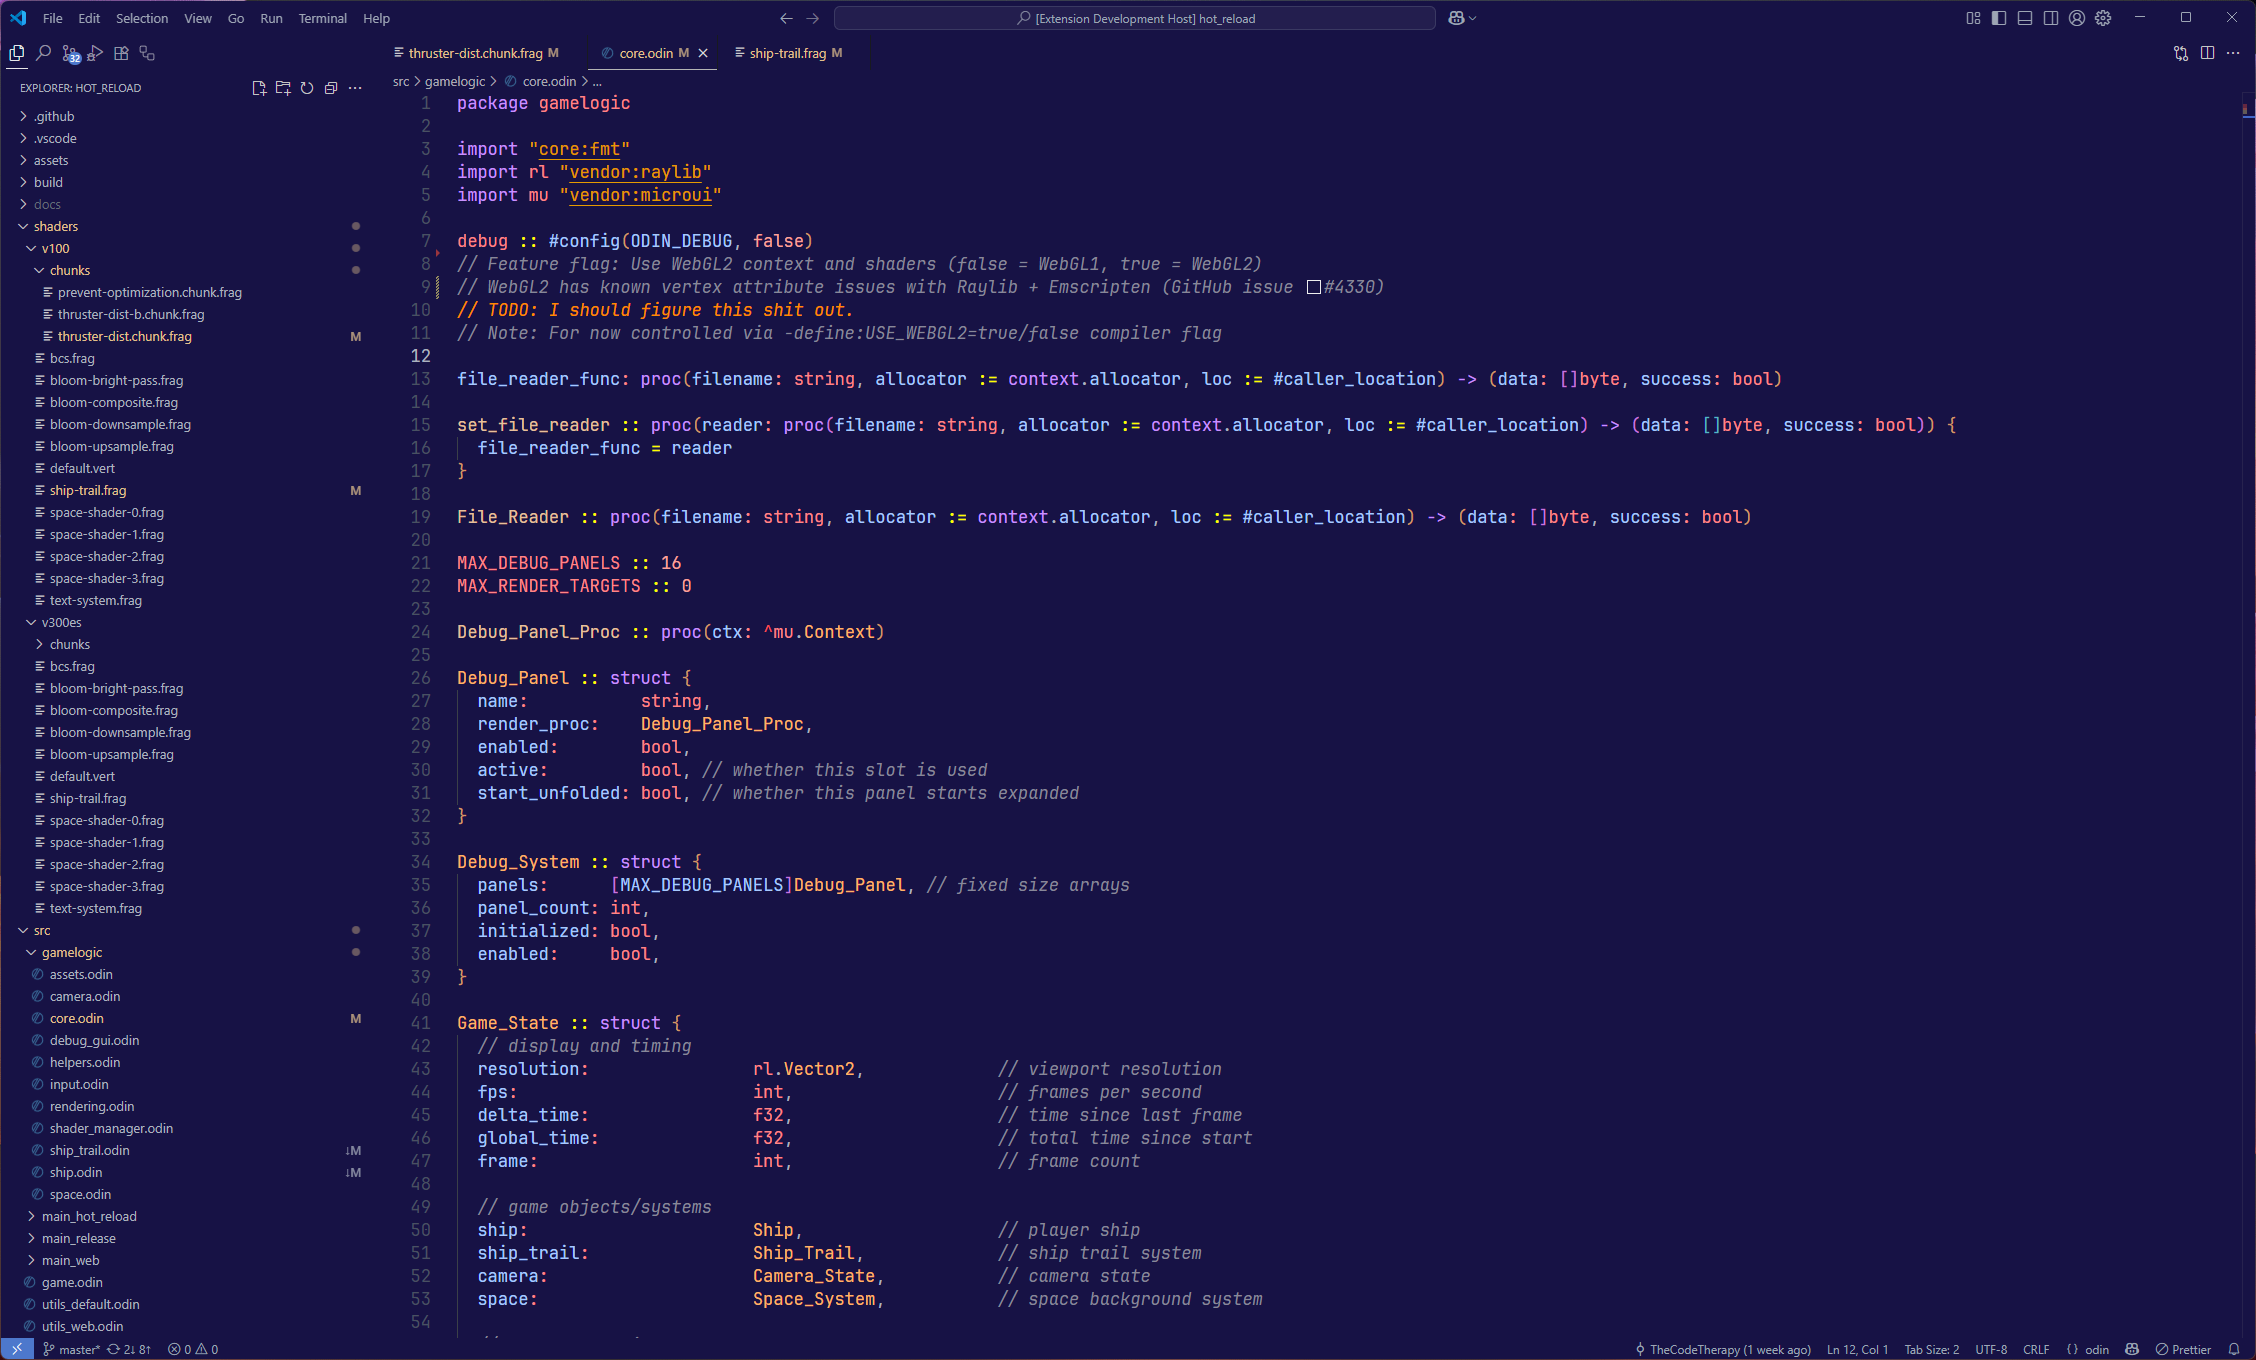 File Edit Selection View Go Run Terminal Help
[Extension Development Host] hot_reload
32
EXPLORER: HOT_RELOAD
.github
.vscode
assets
build
docs
shaders
v100
chunks
prevent-optimization.chunk.frag
thruster-dist-b.chunk.frag
thruster-dist.chunk.frag M
bcs.frag
bloom-bright-pass.frag
bloom-composite.frag
bloom-downsample.frag
bloom-upsample.frag
default.vert
ship-trail.frag M
space-shader-0.frag
space-shader-1.frag
space-shader-2.frag
space-shader-3.frag
text-system.frag
v300es
chunks
bcs.frag
bloom-bright-pass.frag
bloom-composite.frag
bloom-downsample.frag
bloom-upsample.frag
default.vert
ship-trail.frag
space-shader-0.frag
space-shader-1.frag
space-shader-2.frag
space-shader-3.frag
text-system.frag
src
gamelogic
assets.odin
camera.odin
core.odin M
debug_gui.odin
helpers.odin
input.odin
rendering.odin
shader_manager.odin
ship_trail.odin ↓M
ship.odin ↓M
space.odin
main_hot_reload
main_release
main_web
game.odin
utils_default.odin
utils_web.odin
thruster-dist.chunk.frag M core.odin M ship-trail.frag M
src > gamelogic > core.odin > ...
1 package gamelogic
2
3 import "core:fmt"
4 import rl "vendor:raylib"
5 import mu "vendor:microui"
6
7 debug :: #config(ODIN_DEBUG, false)
8 // Feature flag: Use WebGL2 context and shaders (false = WebGL1, true = WebGL2)
9 // WebGL2 has known vertex attribute issues with Raylib + Emscripten (GitHub issue #4330)
10 // TODO: I should figure this shit out.
11 // Note: For now controlled via -define:USE_WEBGL2=true/false compiler flag
12
13 file_reader_func: proc(filename: string, allocator := context.allocator, loc := #caller_location) -> (data: []byte, success: bool)
14
15 set_file_reader :: proc(reader: proc(filename: string, allocator := context.allocator, loc := #caller_location) -> (data: []byte, success: bool)) {
16 file_reader_func = reader
17 }
18
19 File_Reader :: proc(filename: string, allocator := context.allocator, loc := #caller_location) -> (data: []byte, success: bool)
20
21 MAX_DEBUG_PANELS :: 16
22 MAX_RENDER_TARGETS :: 0
23
24 Debug_Panel_Proc :: proc(ctx: ^mu.Context)
25
26 Debug_Panel :: struct {
27 name: string,
28 render_proc: Debug_Panel_Proc,
29 enabled: bool,
30 active: bool, // whether this slot is used
31 start_unfolded: bool, // whether this panel starts expanded
32 }
33
34 Debug_System :: struct {
35 panels: [MAX_DEBUG_PANELS]Debug_Panel, // fixed size arrays
36 panel_count: int,
37 initialized: bool,
38 enabled: bool,
39 }
40
41 Game_State :: struct {
42 // display and timing
43 resolution: rl.Vector2, // viewport resolution
44 fps: int, // frames per second
45 delta_time: f32, // time since last frame
46 global_time: f32, // total time since start
47 frame: int, // frame count
48
49 // game objects/systems
50 ship: Ship, // player ship
51 ship_trail: Ship_Trail, // ship trail system
52 camera: Camera_State, // camera state
53 space: Space_System, // space background system
54
master* 2↓ 8↑ 0 0 TheCodeTherapy (1 week ago) Ln 12, Col 1 Tab Size: 2 UTF-8 CRLF {} odin Prettier